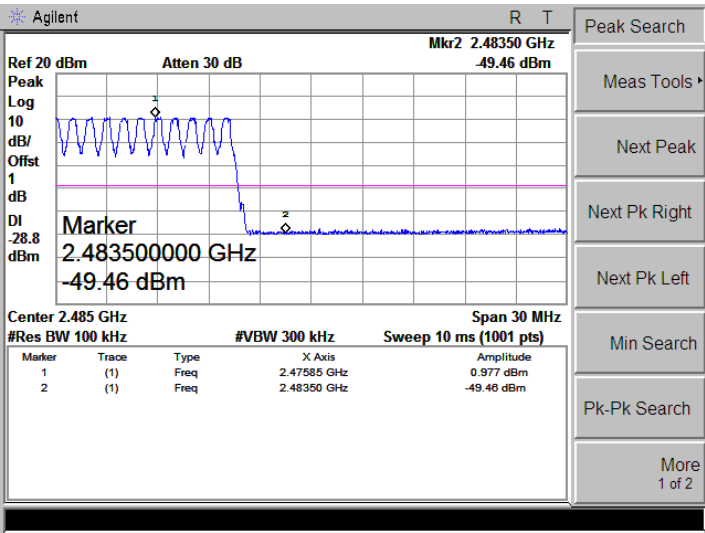 Agilent R T
Mkr2 2.48350 GHz
Ref 20 dBm Atten 30 dB -49.46 dBm
Peak
Log
10
dB/
Offst
1
dB
DI
-28.8
dBm
1
2
Marker
2.483500000 GHz
-49.46 dBm
Center 2.485 GHz Span 30 MHz
#Res BW 100 kHz #VBW 300 kHz Sweep 10 ms (1001 pts)
Marker Trace Type X Axis Amplitude
1 (1) Freq 2.47585 GHz 0.977 dBm
2 (1) Freq 2.48350 GHz -49.46 dBm
Peak Search
Meas Tools
Next Peak
Next Pk Right
Next Pk Left
Min Search
Pk-Pk Search
More
1 of 2